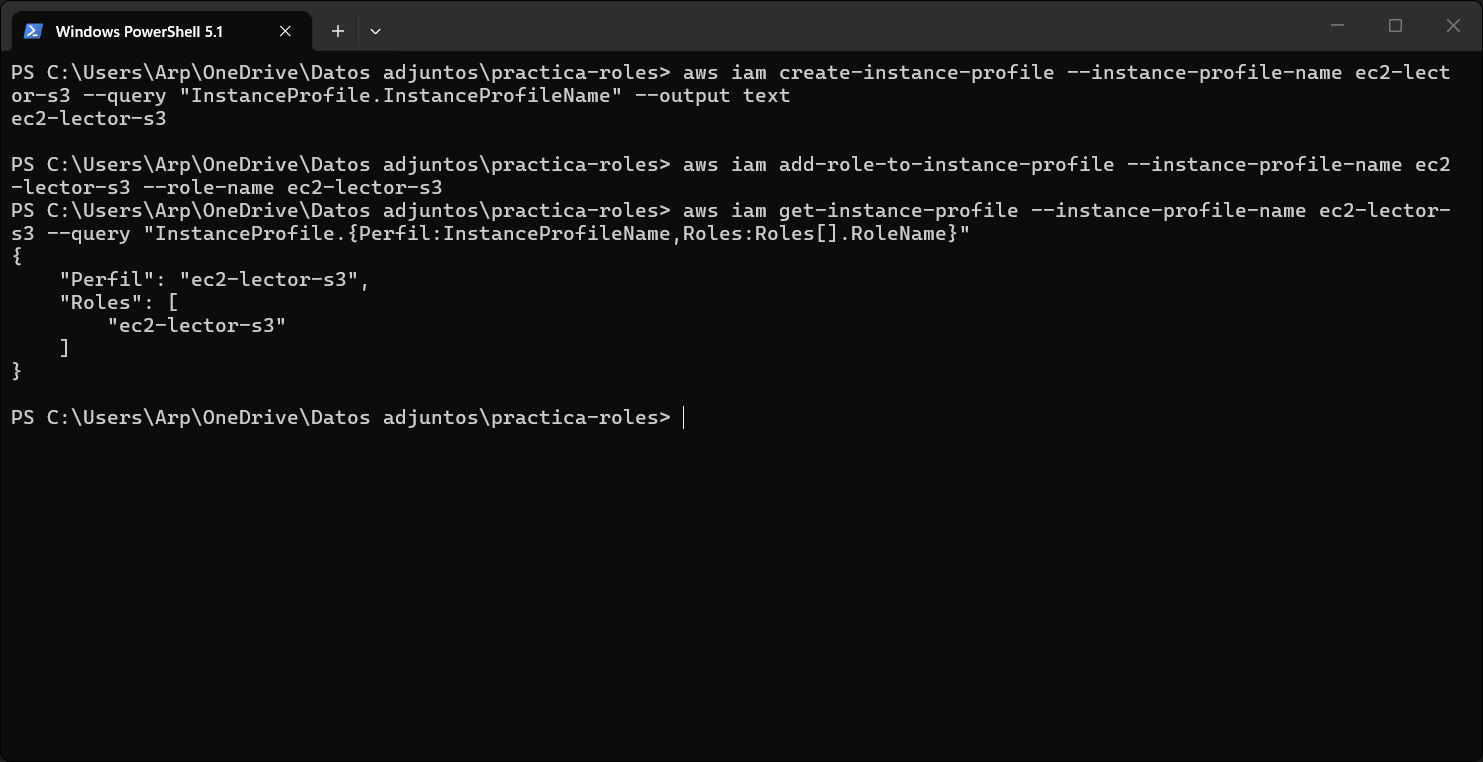 Windows PowerShell 5.1
PS C:\Users\Arp\OneDrive\Datos adjuntos\practica-roles> aws iam create-instance-profile --instance-profile-name ec2-lect
or-s3 --query "InstanceProfile.InstanceProfileName" --output text
ec2-lector-s3
PS C:\Users\Arp\OneDrive\Datos adjuntos\practica-roles> aws iam add-role-to-instance-profile --instance-profile-name ec2
-lector-s3 --role-name ec2-lector-s3
PS C:\Users\Arp\OneDrive\Datos adjuntos\practica-roles> aws iam get-instance-profile --instance-profile-name ec2-lector-
s3 --query "InstanceProfile.{Perfil:InstanceProfileName,Roles:Roles[].RoleName}"
{
    "Perfil": "ec2-lector-s3",
    "Roles": [
        "ec2-lector-s3"
    ]
}
PS C:\Users\Arp\OneDrive\Datos adjuntos\practica-roles>